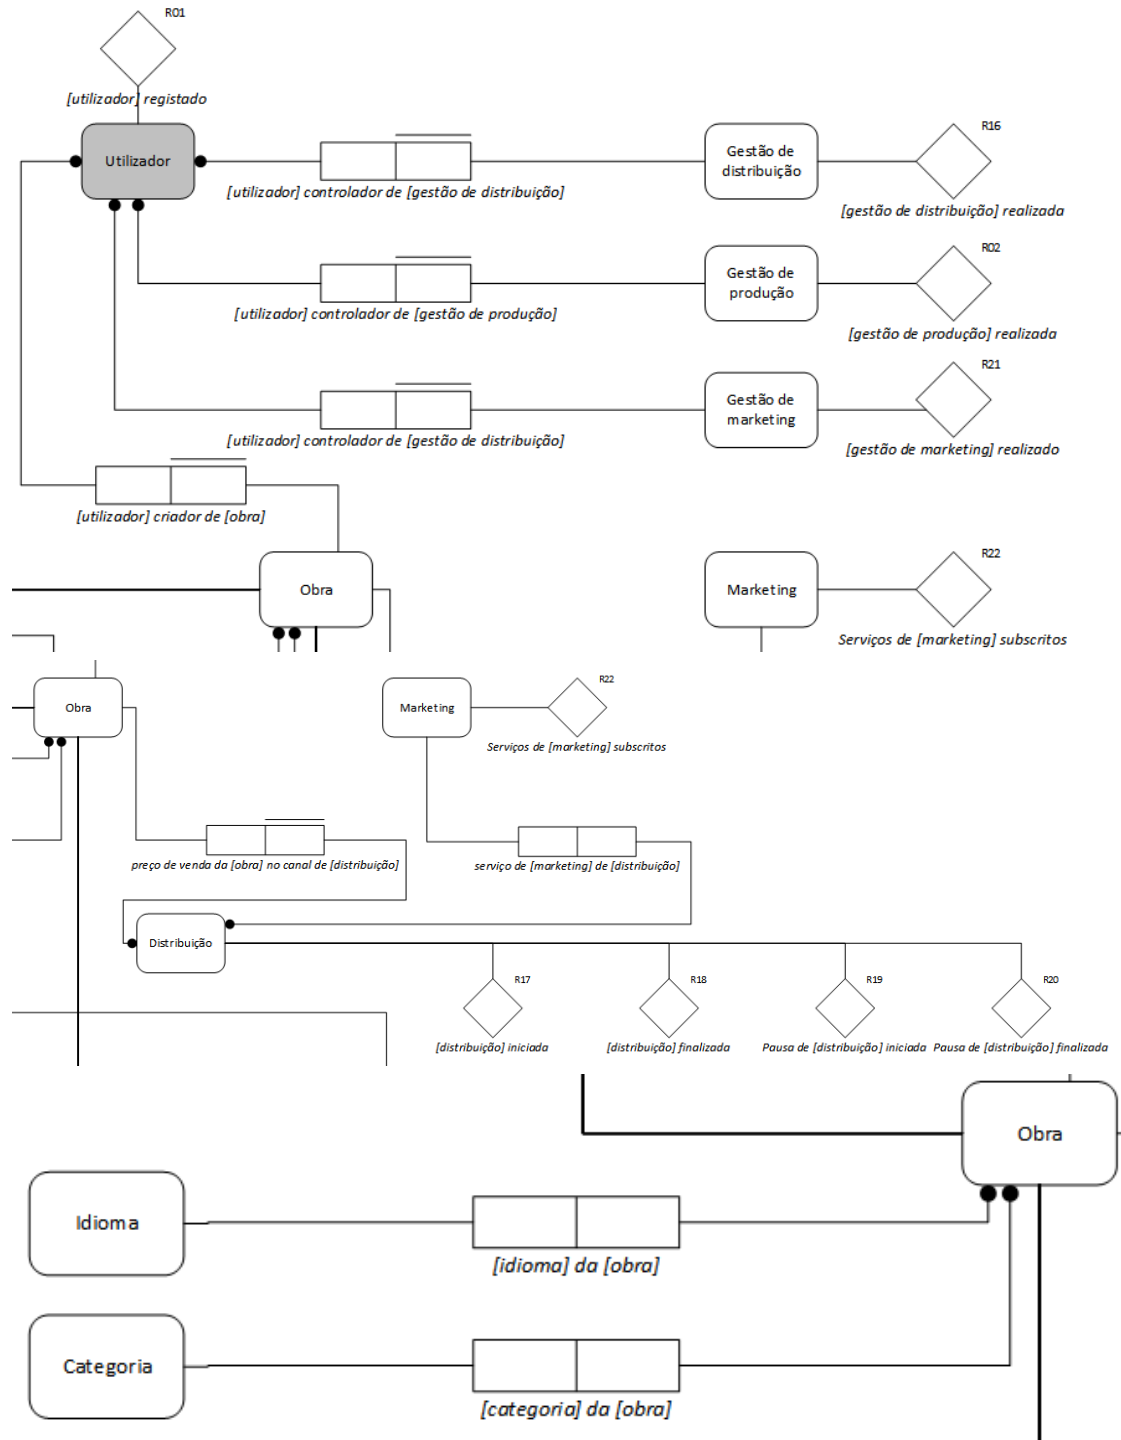 R01
[utilizador] registado
Utilizador
[utilizador] controlador de [gestão de distribuição]
Gestão de
distribuição
R16
[gestão de distribuição] realizada
[utilizador] controlador de [gestão de produção]
Gestão de
produção
R02
[gestão de produção] realizada
[utilizador] controlador de [gestão de distribuição]
Gestão de
marketing
R21
[gestão de marketing] realizado
[utilizador] criador de [obra]
Obra
Marketing
R22
Serviços de [marketing] subscritos
Obra
Marketing
R22
Serviços de [marketing] subscritos
preço de venda da [obra] no canal de [distribuição]
serviço de [marketing] de [distribuição]
Distribuição
R17
R18
R19
R20
[distribuição] iniciada
[distribuição] finalizada
Pausa de [distribuição] iniciada
Pausa de [distribuição] finalizada
Obra
Idioma
[idioma] da [obra]
Categoria
[categoria] da [obra]